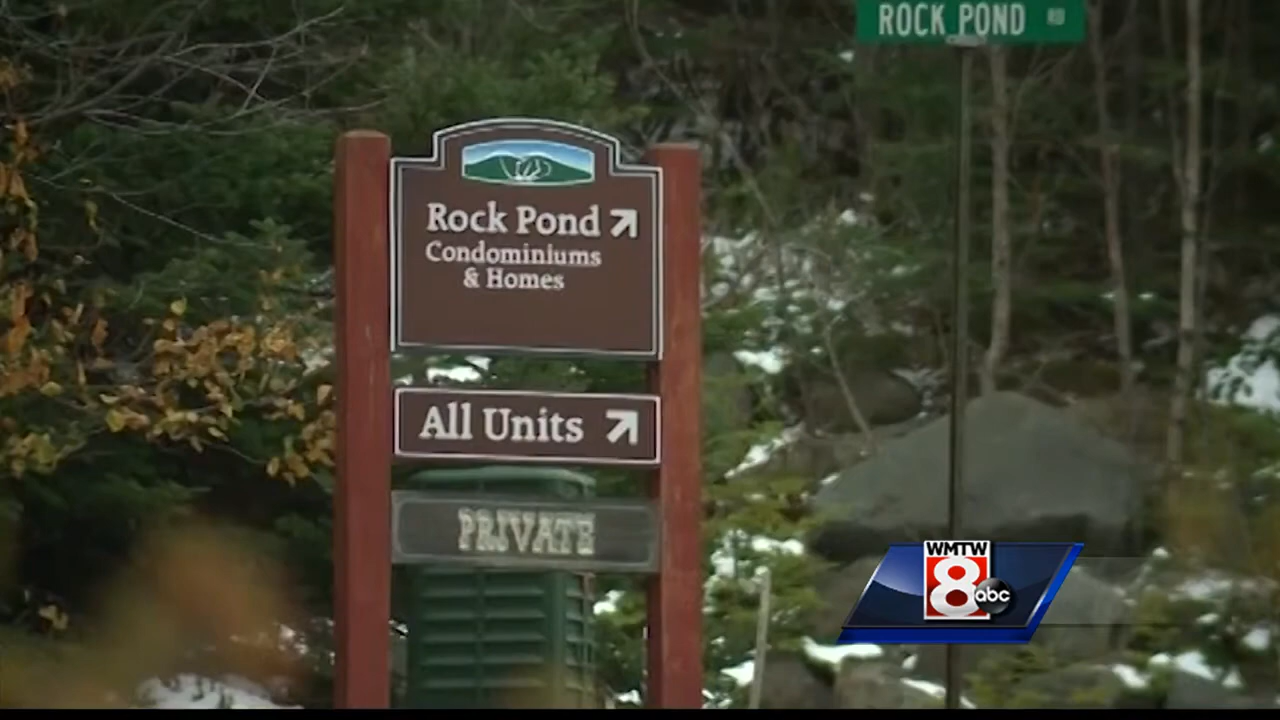 ROCK POND RD
Rock Pond
Condominiums
& Homes
All Units
PRIVATE
WMTW
8
abc